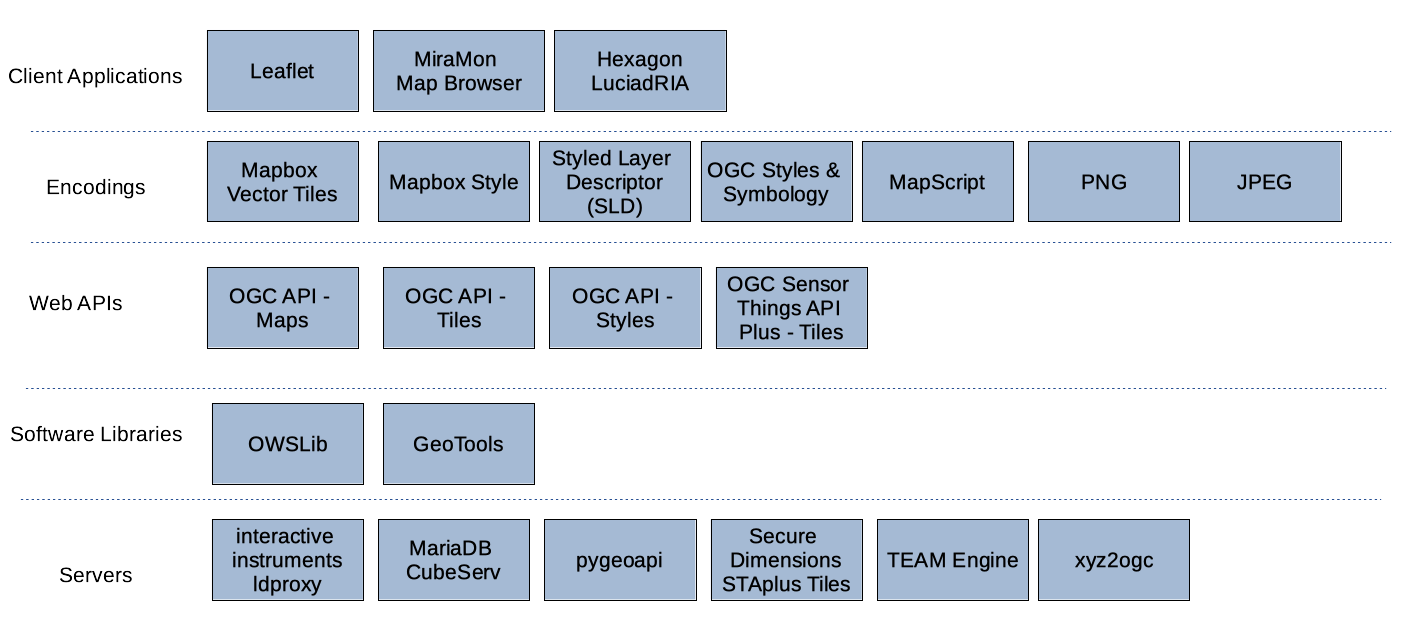 Client Applications
Leaflet
MiraMon
Map Browser
Hexagon
LuciadRIA
Encodings
Mapbox
Vector Tiles
Mapbox Style
Styled Layer
Descriptor
(SLD)
OGC Styles &
Symbology
MapScript
PNG
JPEG
Web APIs
OGC API -
Maps
OGC API -
Tiles
OGC API -
Styles
OGC Sensor
Things API
Plus - Tiles
Software Libraries
OWSLib
GeoTools
Servers
interactive
instruments
ldproxy
MariaDB
CubeServ
pygeoapi
Secure
Dimensions
STAplus Tiles
TEAM Engine
xyz2ogc